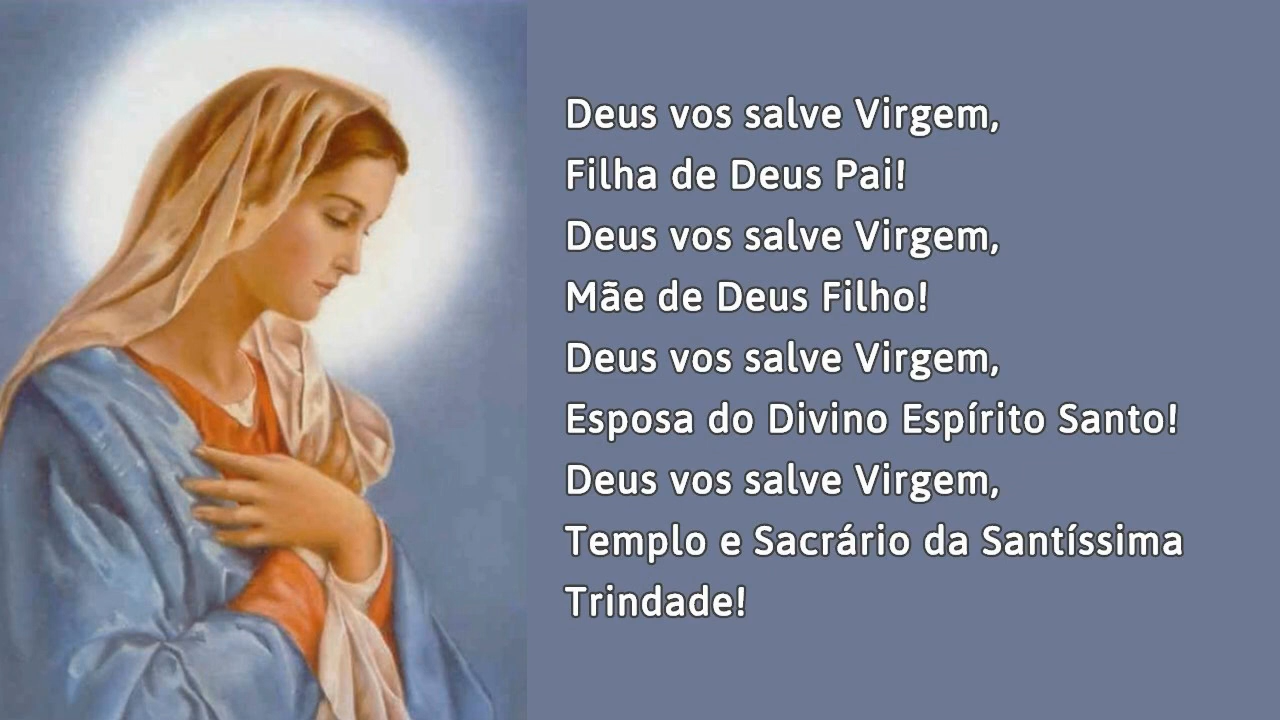 Deus vos salve Virgem,
Filha de Deus Pai!
Deus vos salve Virgem,
Mãe de Deus Filho!
Deus vos salve Virgem,
Esposa do Divino Espírito Santo!
Deus vos salve Virgem,
Templo e Sacrário da Santíssima
Trindade!